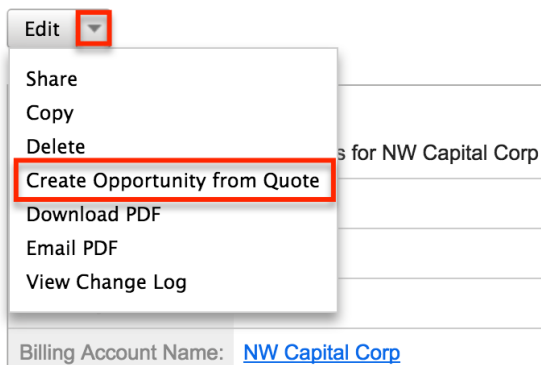 Edit
Share
Copy
Delete
s for NW Capital Corp
Create Opportunity from Quote
Download PDF
Email PDF
View Change Log
Billing Account Name: NW Capital Corp